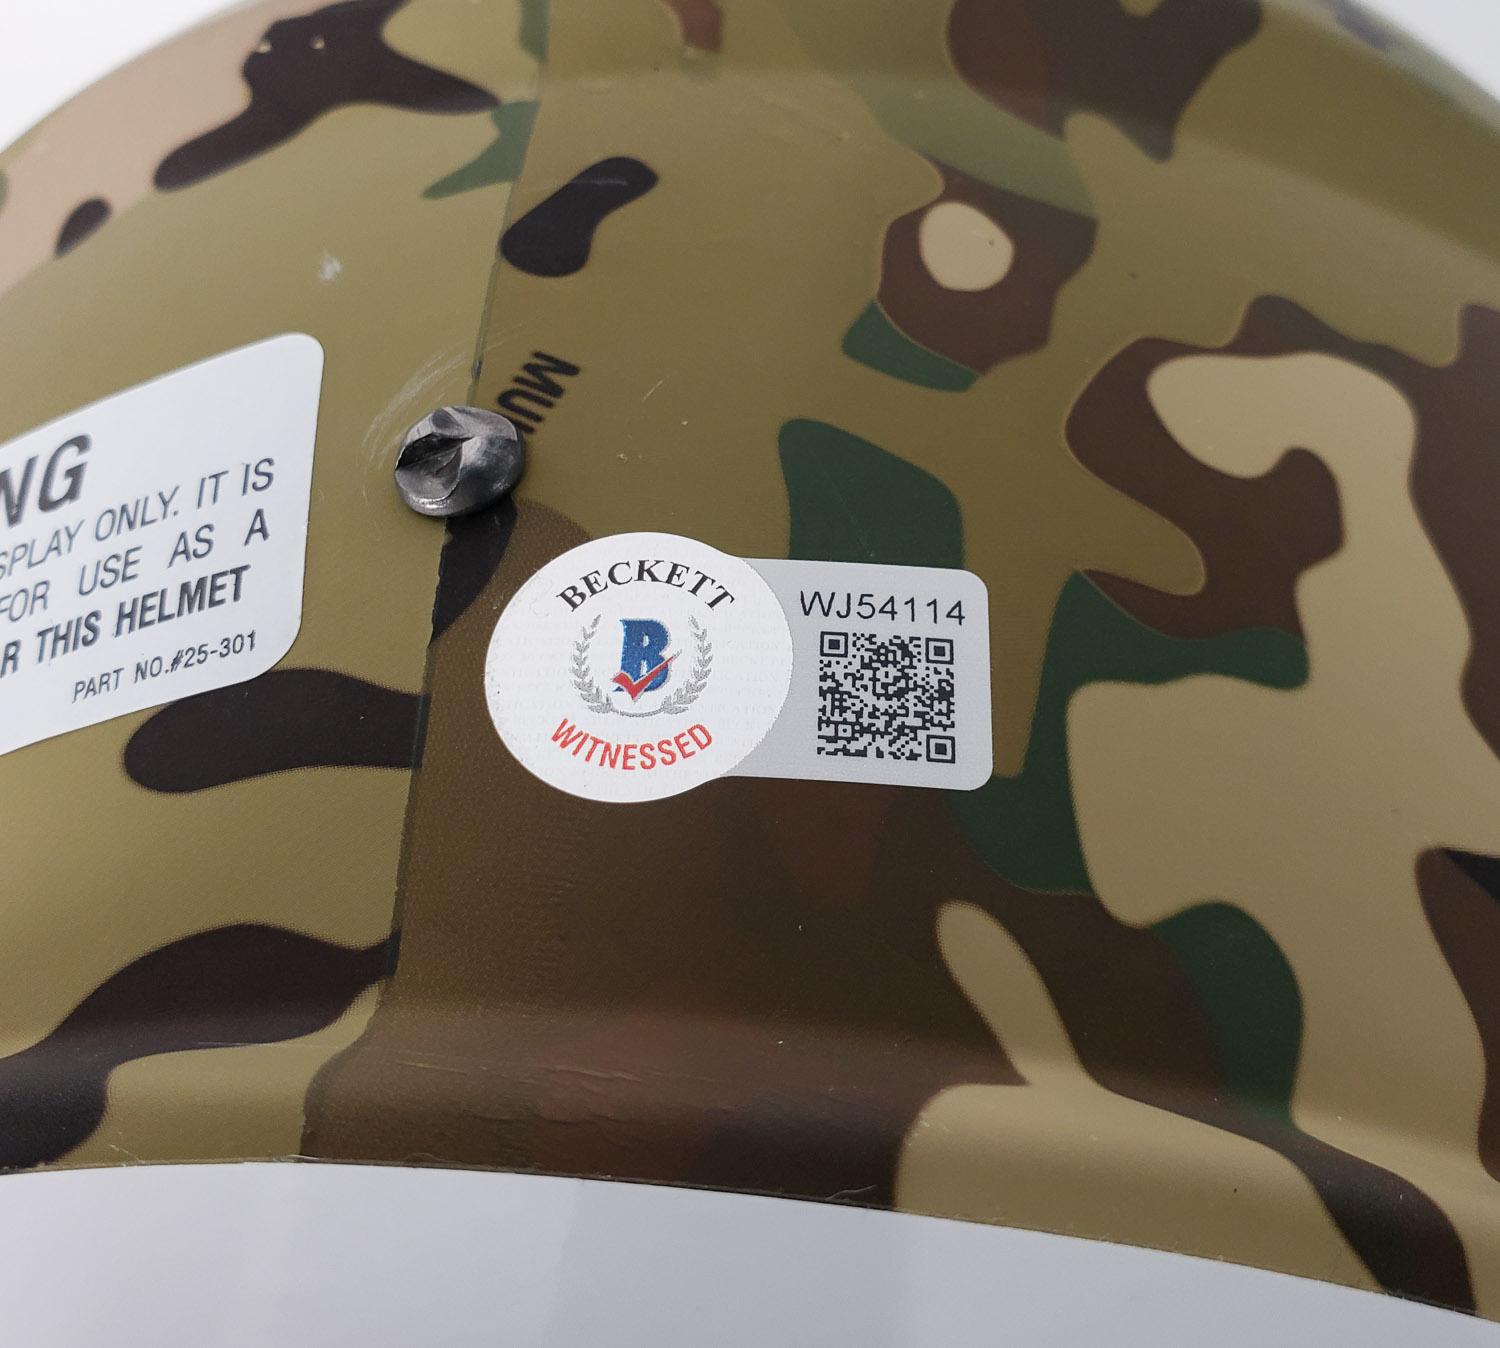 NG
SPLAY ONLY. IT IS
FOR USE AS A
R THIS HELMET
PART NO.#25-301
MU
BECKETT
B
WITNESSED
WJ54114